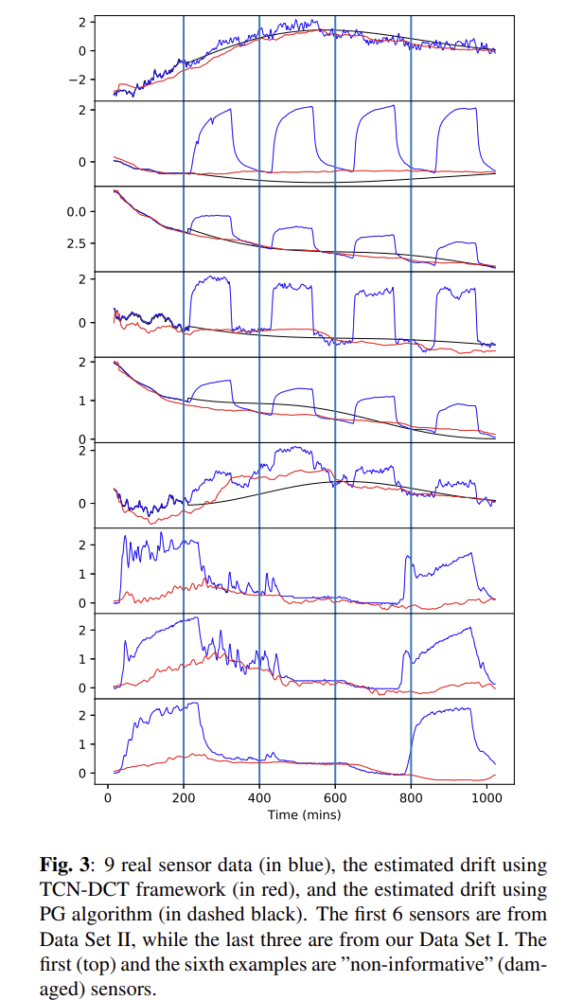 2
0
−2
2
0
0.0
2.5
2
0
2
1
0
2
0
2
1
0
2
1
0
2
1
0
0 200 400 600 800 1000
Time (mins)
Fig. 3: 9 real sensor data (in blue), the estimated drift using
TCN-DCT framework (in red), and the estimated drift using
PG algorithm (in dashed black). The first 6 sensors are from
Data Set II, while the last three are from our Data Set I. The
first (top) and the sixth examples are ”non-informative” (dam-
aged) sensors.